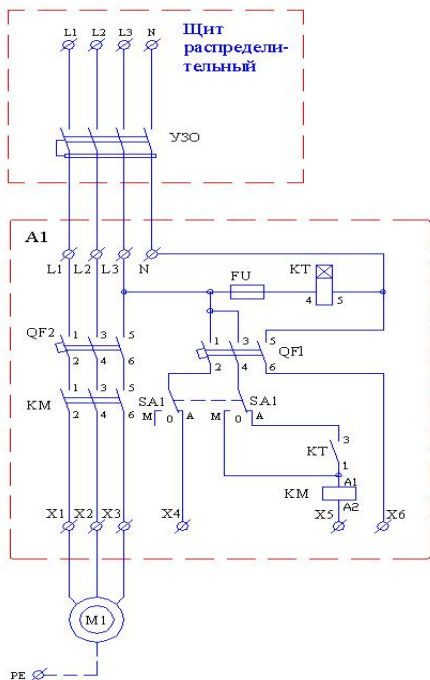 L1 L2 L3 N
Щит
распредели-
тельный
УЗО
A1
L1 L2 L3 N
FU
KT
4 5
QF2
1 3 5
2 4 6
1 3 5
QF1
2 4 6
KM
1 3 5
2 4 6
SA1
M 0 A
SA1
M 0 A
KT
3
1
KM
A1
A2
X1 X2 X3 X4 X5 X6
M1
PE